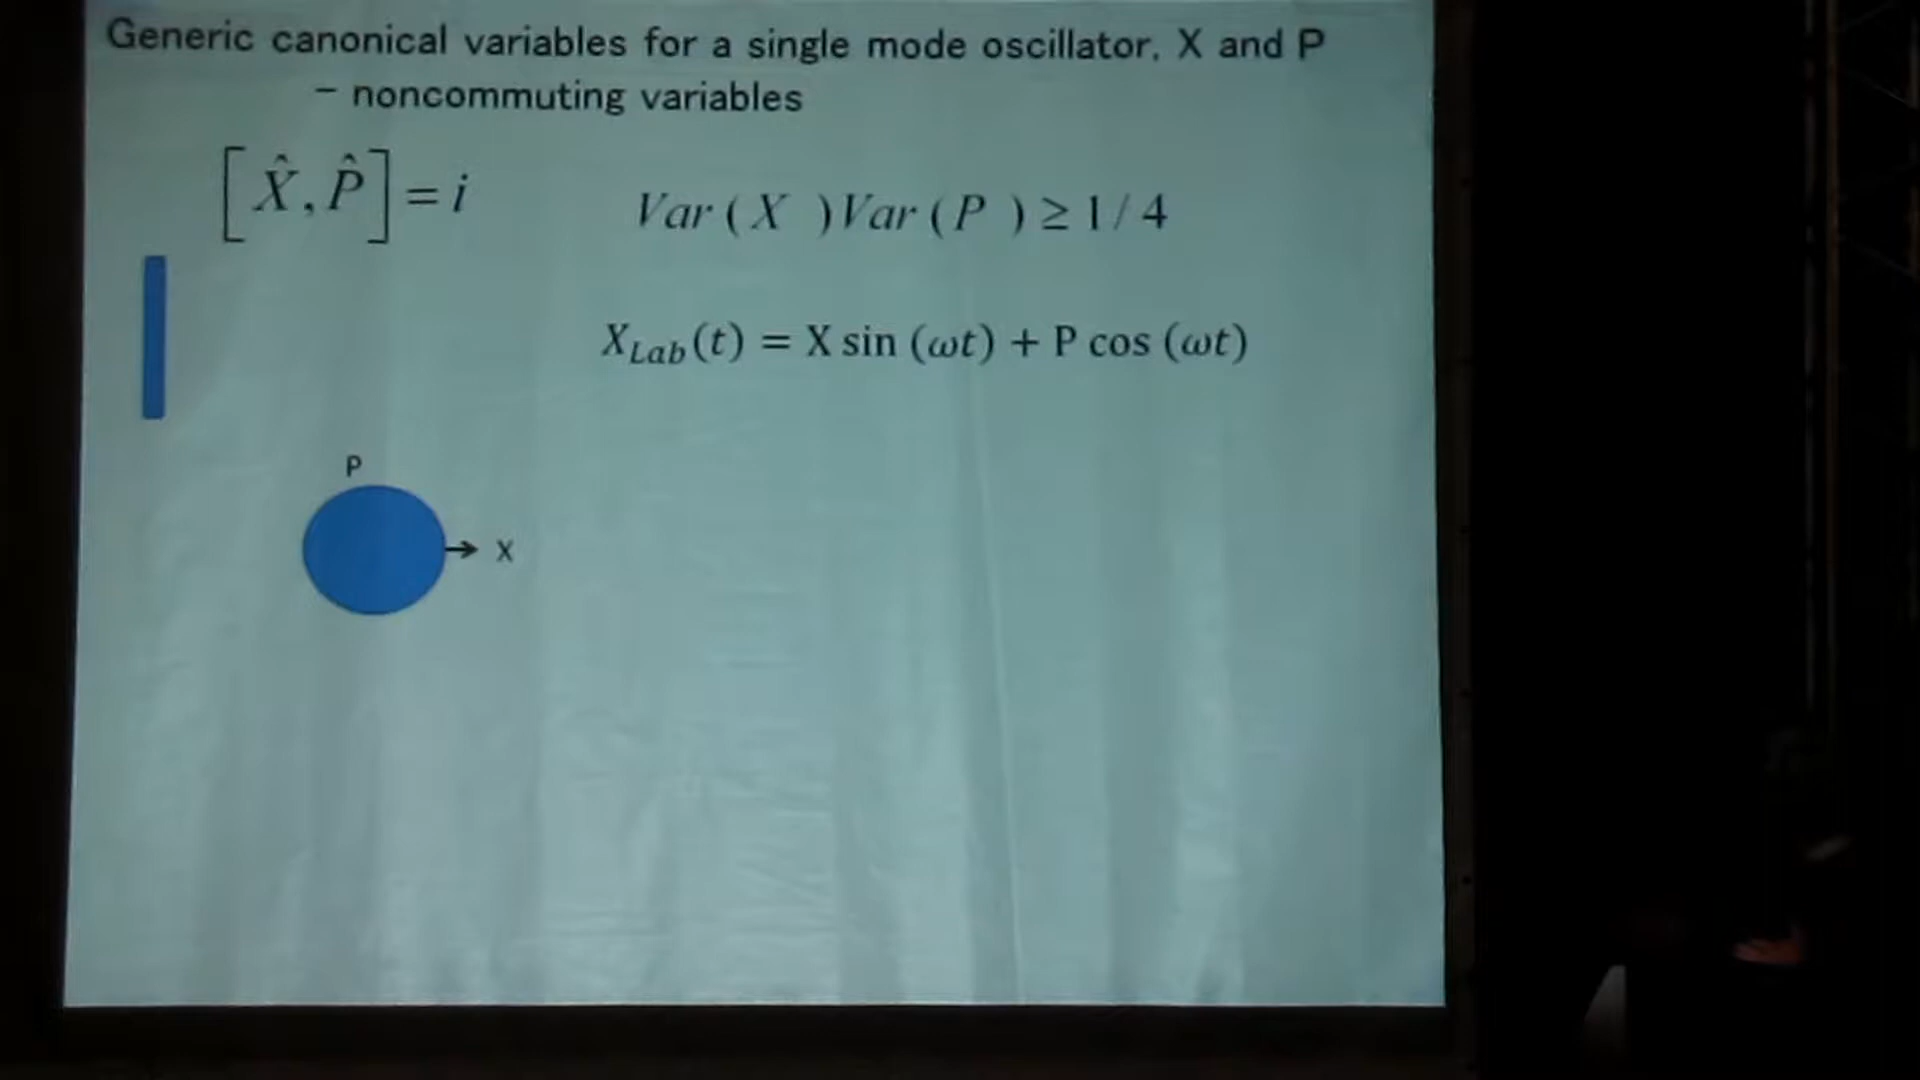 Generic canonical variables for a single mode oscillator, X and P
– noncommuting variables
[X̂, P̂] = i
Var (X ) Var (P ) ≥ 1 / 4
X_Lab(t) = X sin (ωt) + P cos (ωt)
P
X